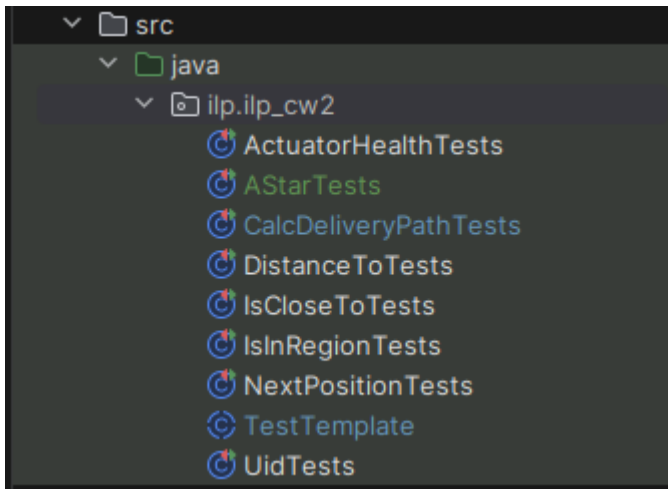 src
java
ilp.ilp_cw2
ActuatorHealthTests
AStarTests
CalcDeliveryPathTests
DistanceToTests
IsCloseToTests
IsInRegionTests
NextPositionTests
TestTemplate
UidTests